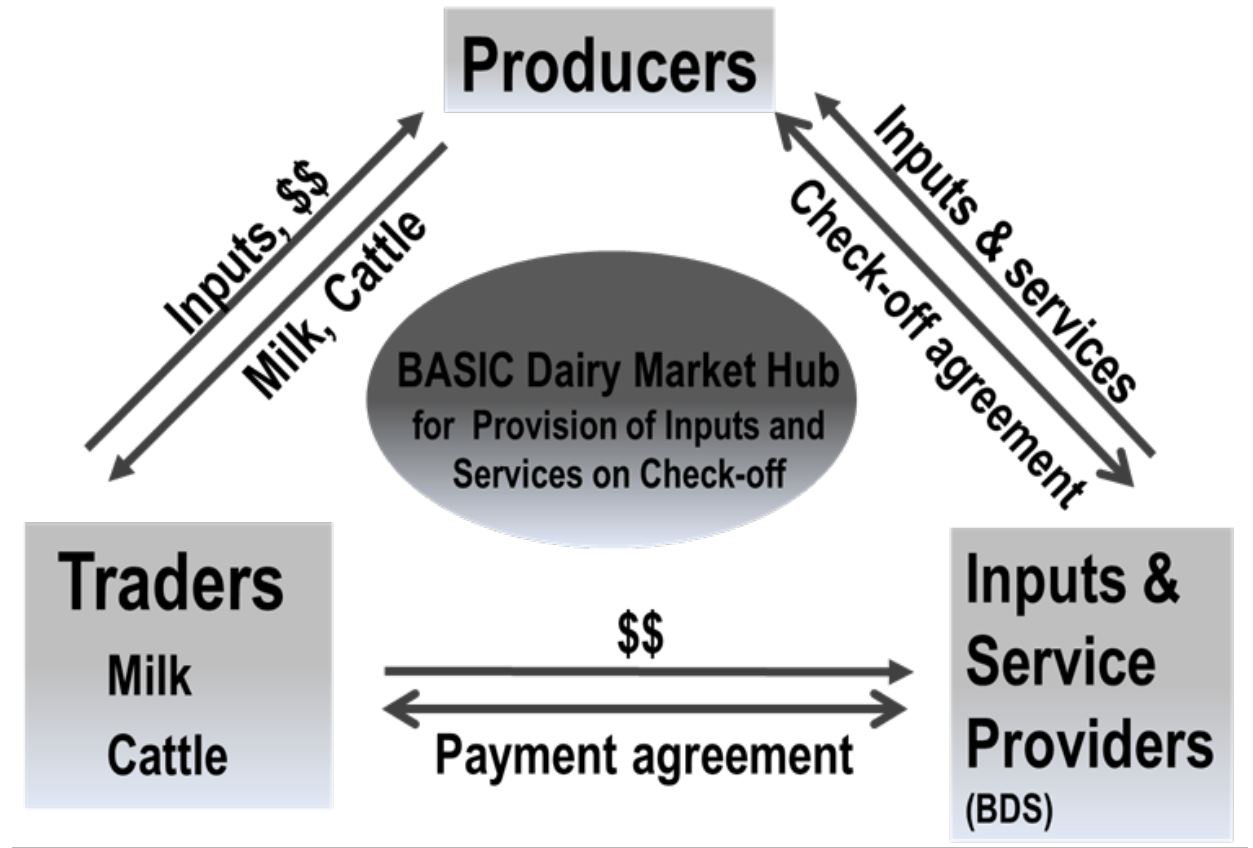 Producers
Inputs, $$
Milk, Cattle
Inputs & services
Check-off agreement
BASIC Dairy Market Hub
for Provision of Inputs and
Services on Check-off
Traders
Milk
Cattle
$$
Payment agreement
Inputs &
Service
Providers
(BDS)